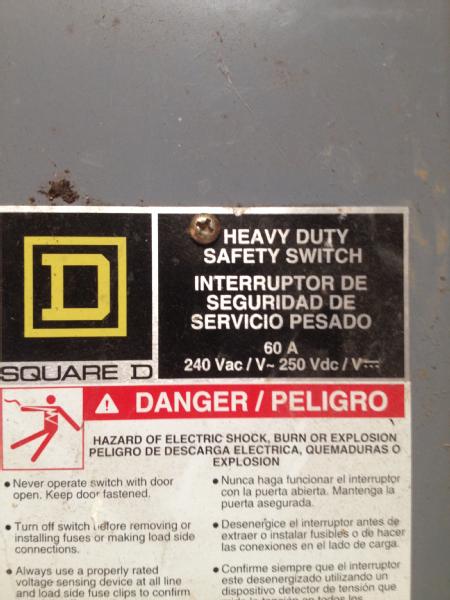 D
SQUARE D
HEAVY DUTY
SAFETY SWITCH
INTERRUPTOR DE
SEGURIDAD DE
SERVICIO PESADO
60 A
240 Vac / V~ 250 Vdc / V⎓
DANGER / PELIGRO
HAZARD OF ELECTRIC SHOCK, BURN OR EXPLOSION
PELIGRO DE DESCARGA ELECTRICA, QUEMADURAS O
EXPLOSION
● Never operate switch with door
open. Keep door fastened.
● Turn off switch before removing or
installing fuses or making load side
connections.
● Always use a properly rated
voltage sensing device at all line
and load side fuse clips to confirm
● Nunca haga funcionar el interruptor
con la puerta abierta. Mantenga la
puerta asegurada.
● Desenergice el interruptor antes de
extraer o instalar fusibles o de hacer
las conexiones en el lado de carga.
● Confirme siempre que el interruptor
este desenergizado utilizando un
dispositivo detector de tensión que